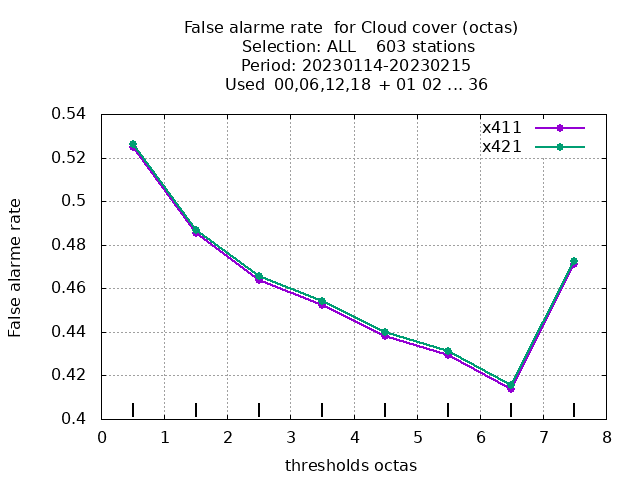 False alarme rate  for Cloud cover (octas)
Selection: ALL    603 stations
Period: 20230114-20230215
Used  00,06,12,18 + 01 02 ... 36
x411
x421
0.54
0.52
0.5
0.48
0.46
0.44
0.42
0.4
False alarme rate
0 1 2 3 4 5 6 7 8
thresholds octas